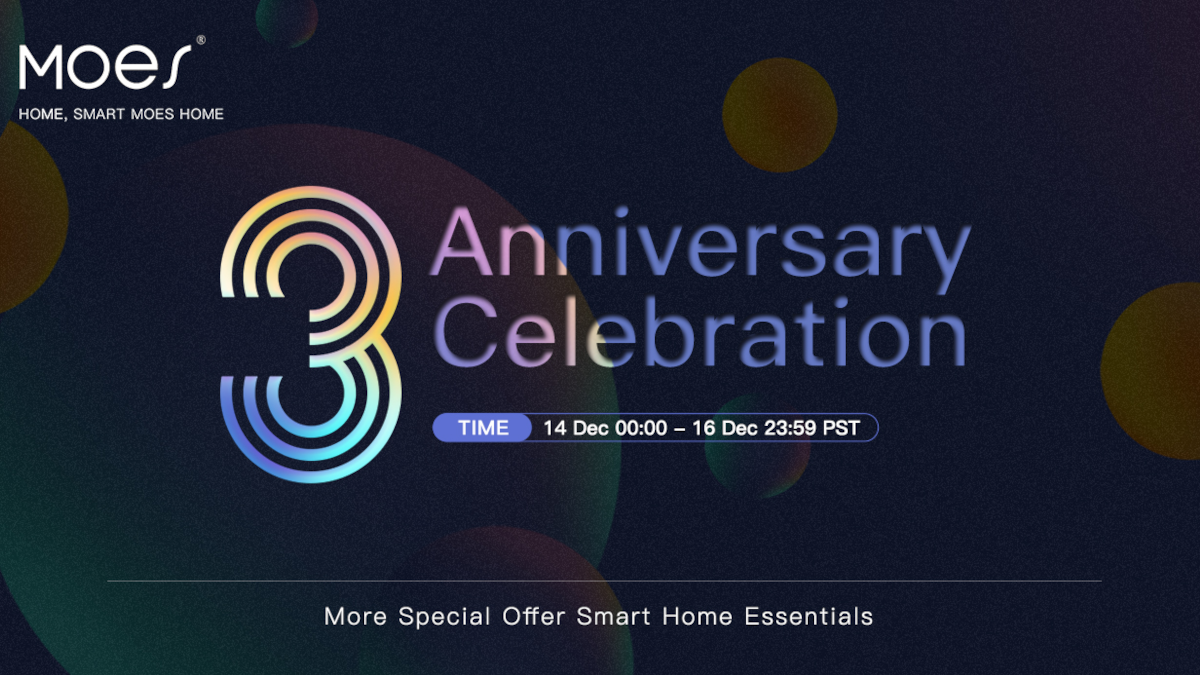 MOES®
HOME, SMART MOES HOME
3 Anniversary
Celebration
TIME 14 Dec 00:00 – 16 Dec 23:59 PST
More Special Offer Smart Home Essentials